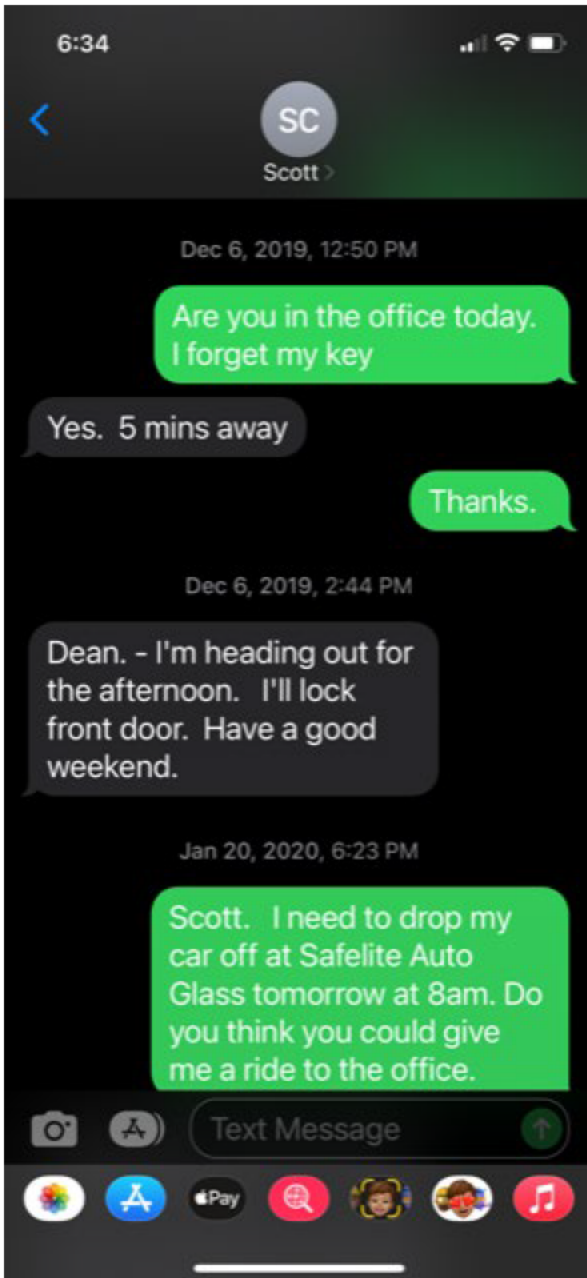 6:34
SC
Scott
Dec 6, 2019, 12:50 PM
Are you in the office today.
I forget my key
Yes.  5 mins away
Thanks.
Dec 6, 2019, 2:44 PM
Dean. - I'm heading out for
the afternoon.   I'll lock
front door.  Have a good
weekend.
Jan 20, 2020, 6:23 PM
Scott.   I need to drop my
car off at Safelite Auto
Glass tomorrow at 8am. Do
you think you could give
me a ride to the office.
Text Message
Pay